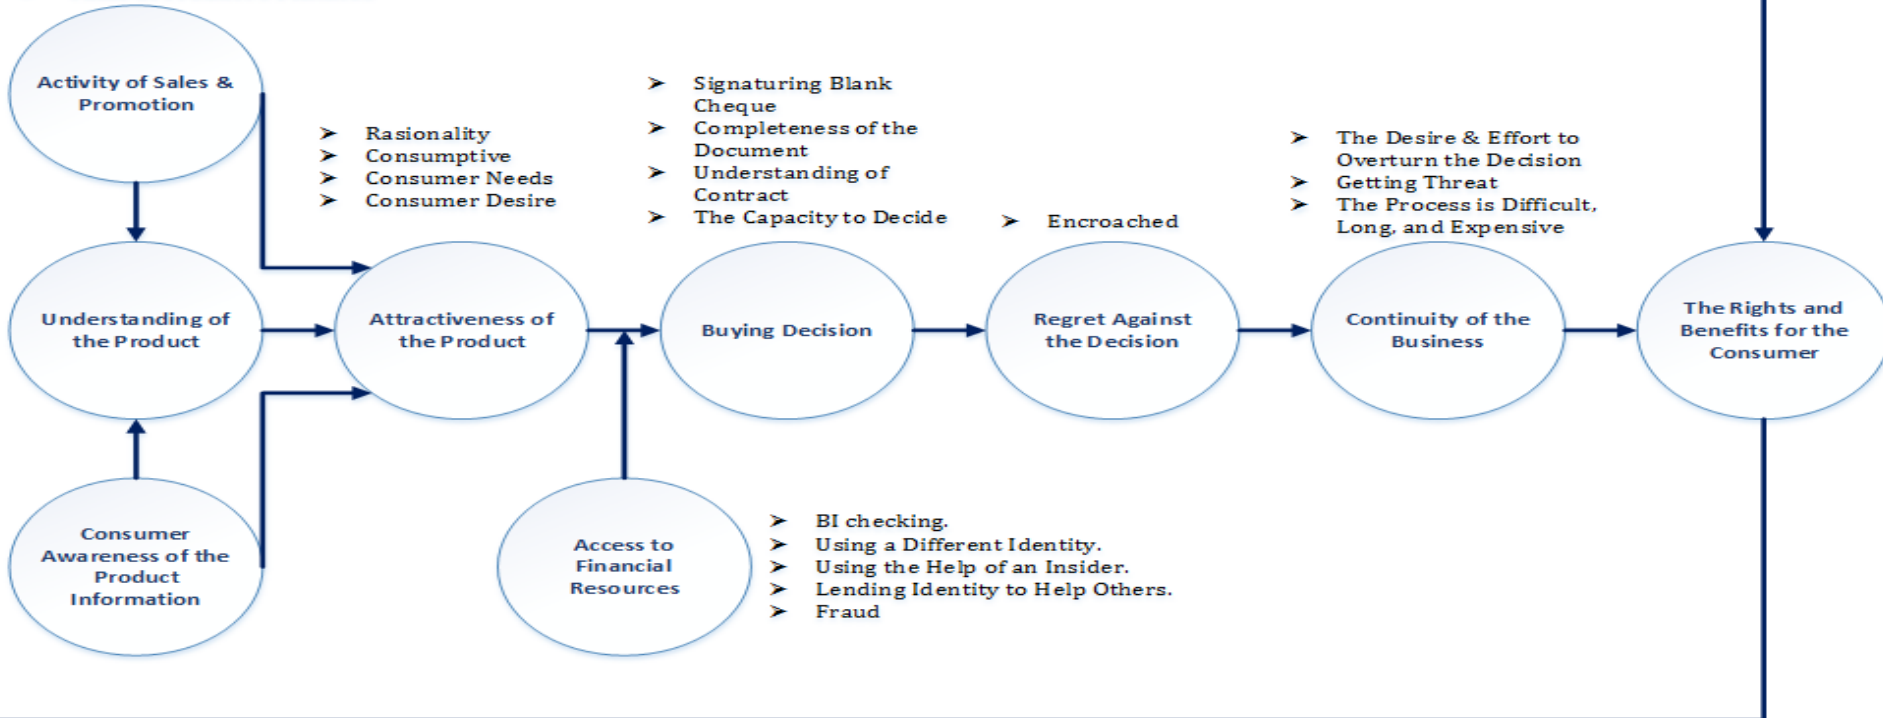 Activity of Sales &
Promotion
➢ Rasionality
➢ Consumptive
➢ Consumer Needs
➢ Consumer Desire
➢ Signaturing Blank
Cheque
➢ Completeness of the
Document
➢ Understanding of
Contract
➢ The Capacity to Decide
➢ Encroached
➢ The Desire & Effort to
Overturn the Decision
➢ Getting Threat
➢ The Process is Difficult,
Long, and Expensive
Understanding of
the Product
Attractiveness of
the Product
Buying Decision
Regret Against
the Decision
Continuity of the
Business
The Rights and
Benefits for the
Consumer
Consumer
Awareness of the
Product
Information
Access to
Financial
Resources
➢ BI checking.
➢ Using a Different Identity.
➢ Using the Help of an Insider.
➢ Lending Identity to Help Others.
➢ Fraud